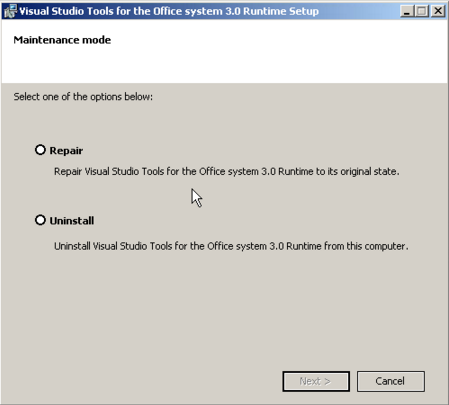 Visual Studio Tools for the Office system 3.0 Runtime Setup
Maintenance mode
Select one of the options below:
Repair
Repair Visual Studio Tools for the Office system 3.0 Runtime to its original state.
Uninstall
Uninstall Visual Studio Tools for the Office system 3.0 Runtime from this computer.
Next > Cancel